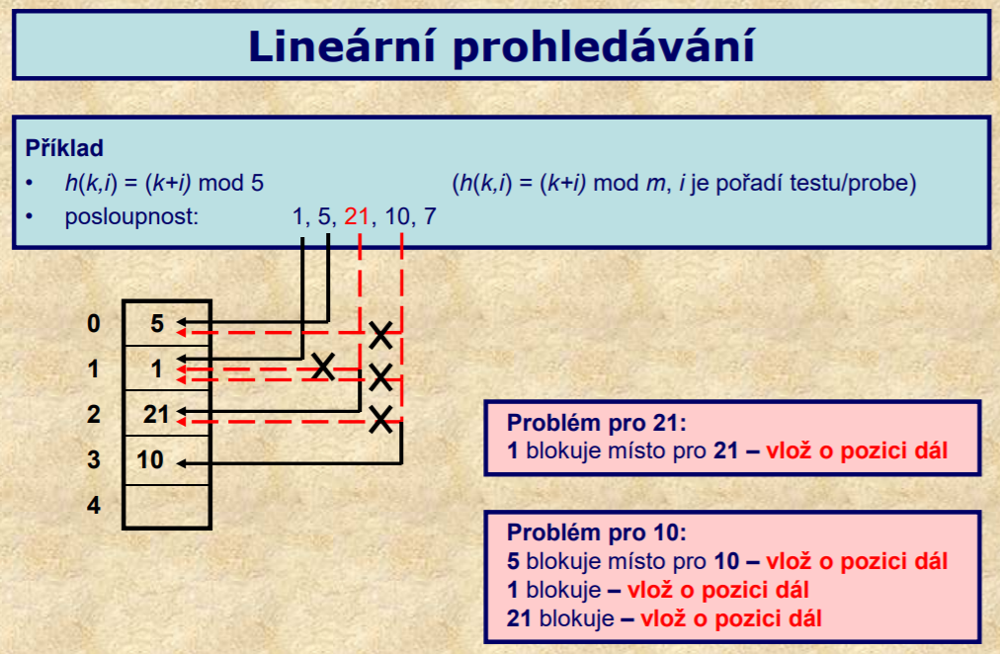 Lineární prohledávání
Příklad
• h(k,i) = (k+i) mod 5 (h(k,i) = (k+i) mod m, i je pořadí testu/probe)
• posloupnost: 1, 5, 21, 10, 7
0 5
1 1
2 21
3 10
4
Problém pro 21:
1 blokuje místo pro 21 – vlož o pozici dál
Problém pro 10:
5 blokuje místo pro 10 – vlož o pozici dál
1 blokuje – vlož o pozici dál
21 blokuje – vlož o pozici dál